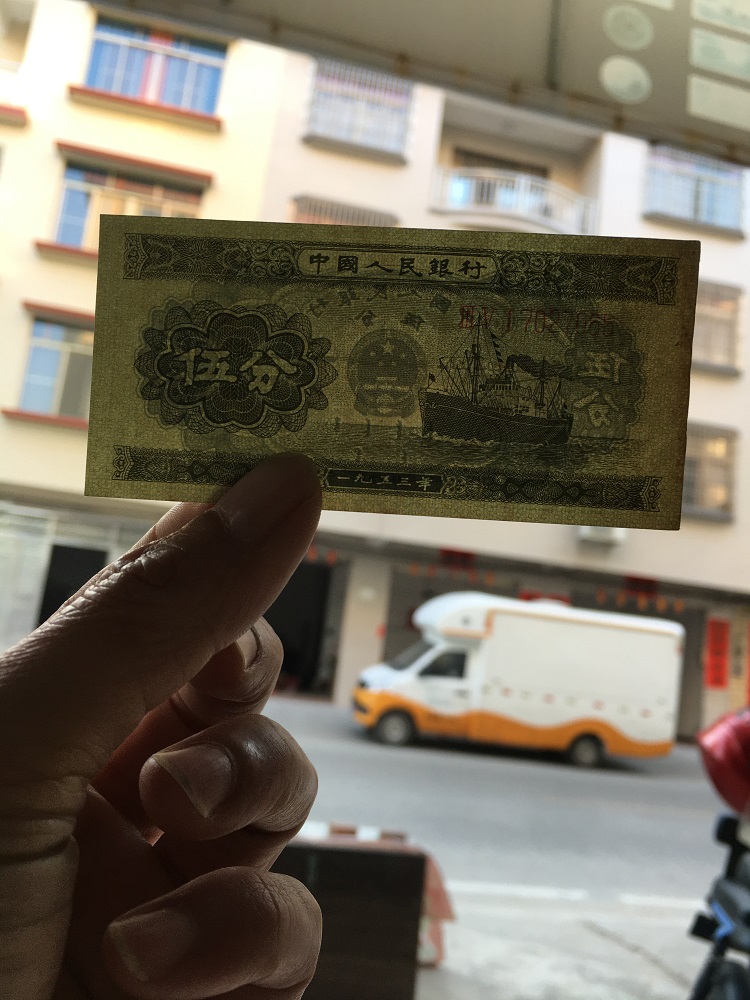 中國人民銀行
伍分
伍分
一九五三年